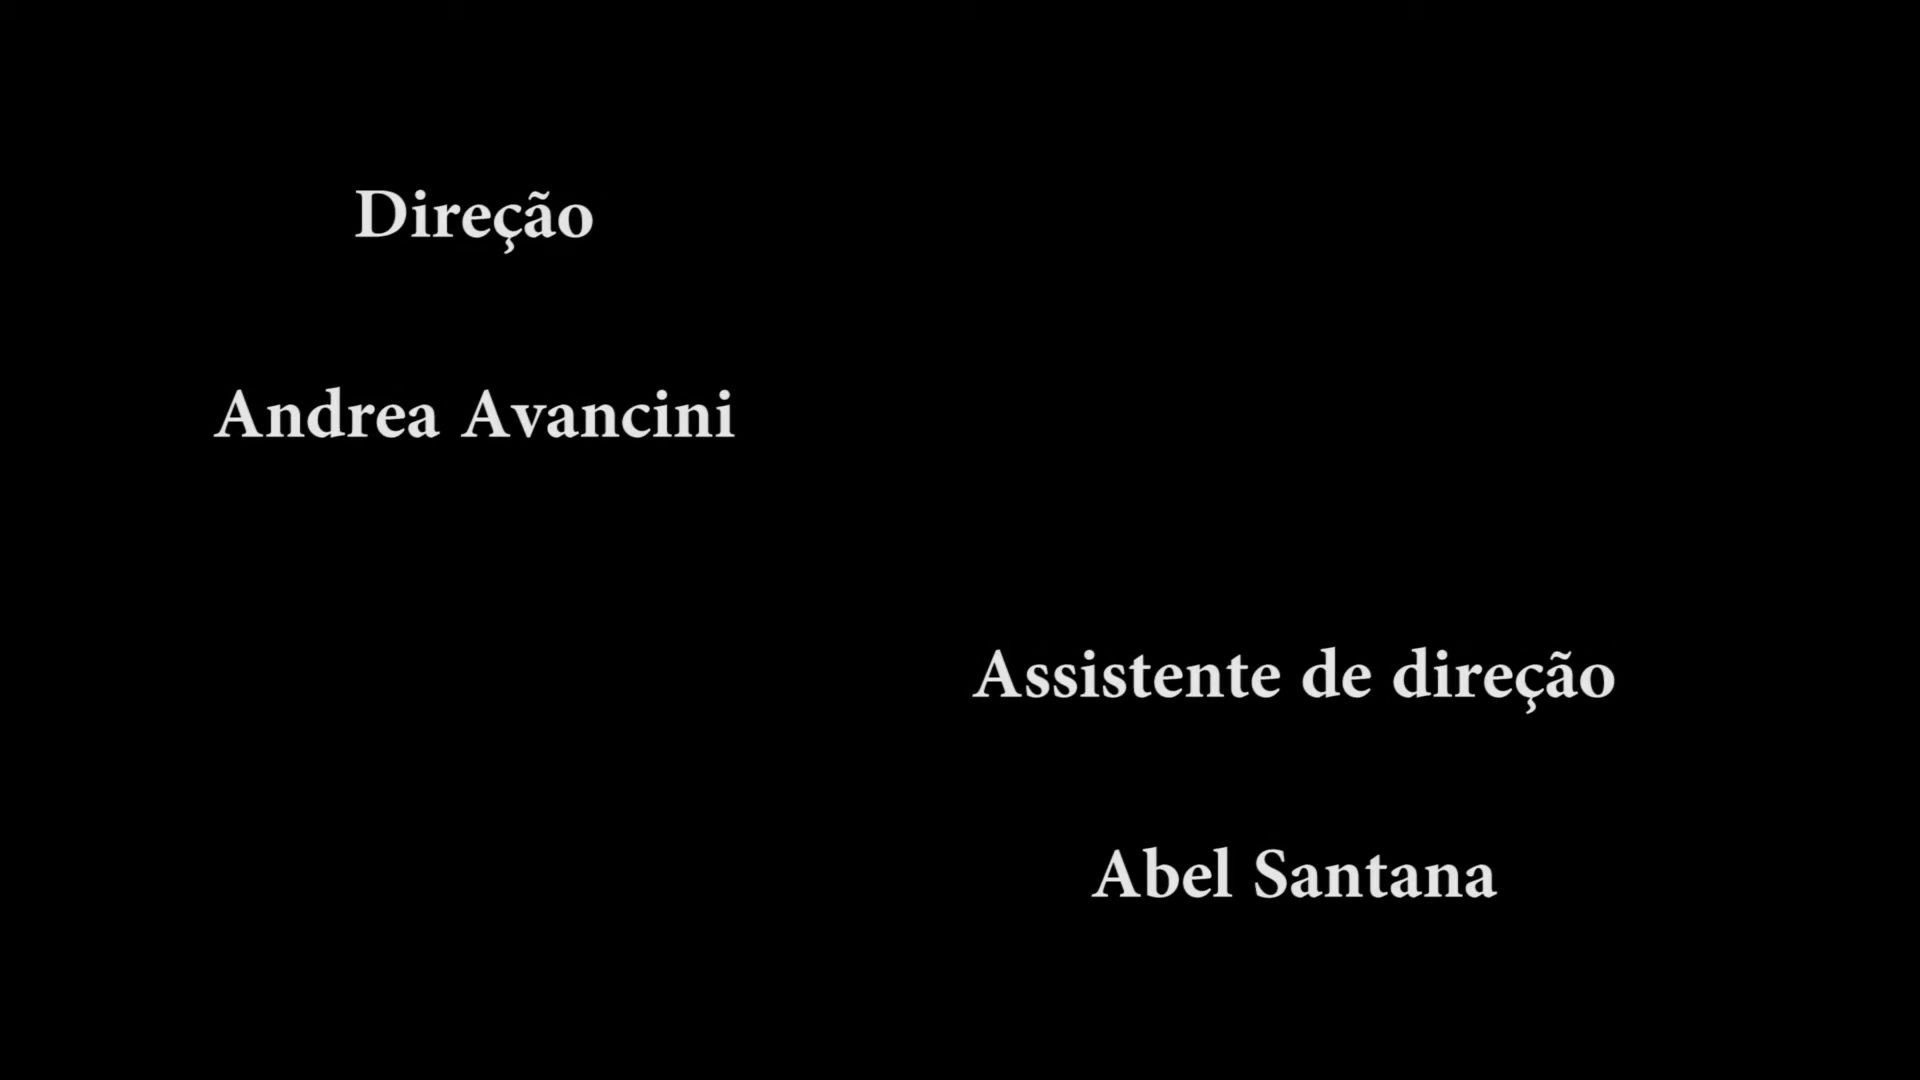 Direção
Andrea Avancini
Assistente de direção
Abel Santana